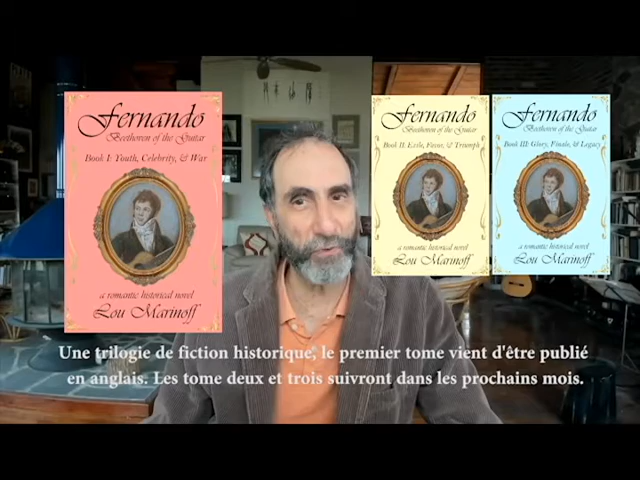 Fernando
Beethoven of the Guitar
Book I: Youth, Celebrity, & War
a romantic historical novel
Lou Marinoff
Fernando
Beethoven of the Guitar
Book II: Exile, Favor, & Triumph
a romantic historical novel
Lou Marinoff
Fernando
Beethoven of the Guitar
Book III: Glory, Finale, & Legacy
a romantic historical novel
Lou Marinoff
Une trilogie de fiction historique, le premier tome vient d'être publié
en anglais. Les tome deux et trois suivront dans les prochains mois.